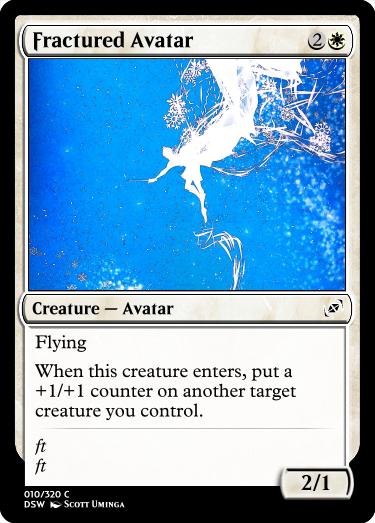 Fractured Avatar 2
Creature — Avatar
Flying
When this creature enters, put a
+1/+1 counter on another target
creature you control.
ft
ft
2/1
010/320 C
DSW Scott Uminga